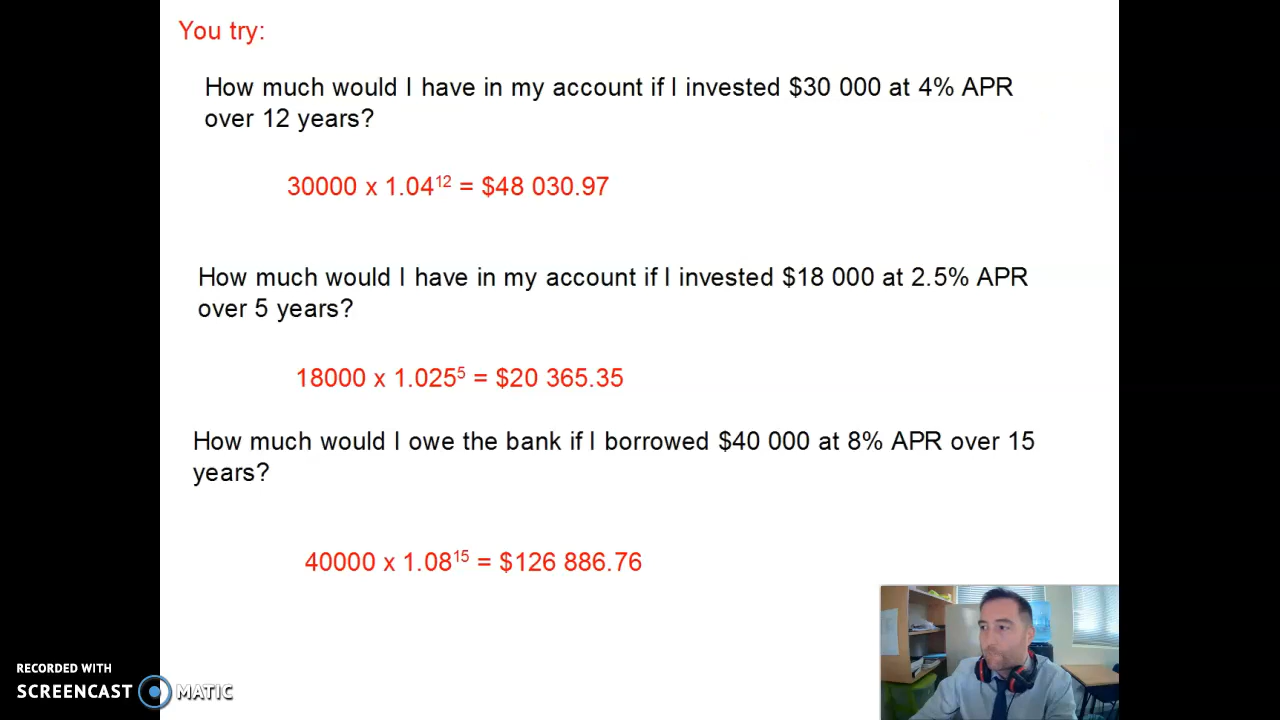 You try:
How much would I have in my account if I invested $30 000 at 4% APR
over 12 years?
30000 x 1.04¹² = $48 030.97
How much would I have in my account if I invested $18 000 at 2.5% APR
over 5 years?
18000 x 1.025⁵ = $20 365.35
How much would I owe the bank if I borrowed $40 000 at 8% APR over 15
years?
40000 x 1.08¹⁵ = $126 886.76
RECORDED WITH
SCREENCAST MATIC